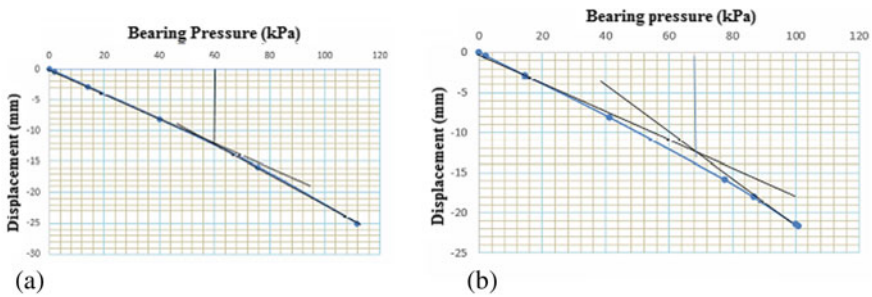 Bearing Pressure (kPa)
0 20 40 60 80 100 120
Displacement (mm)
0
-5
-10
-15
-20
-25
-30
(a)
Bearing pressure (kPa)
0 20 40 60 80 100 120
Displacement (mm)
0
-5
-10
-15
-20
-25
(b)